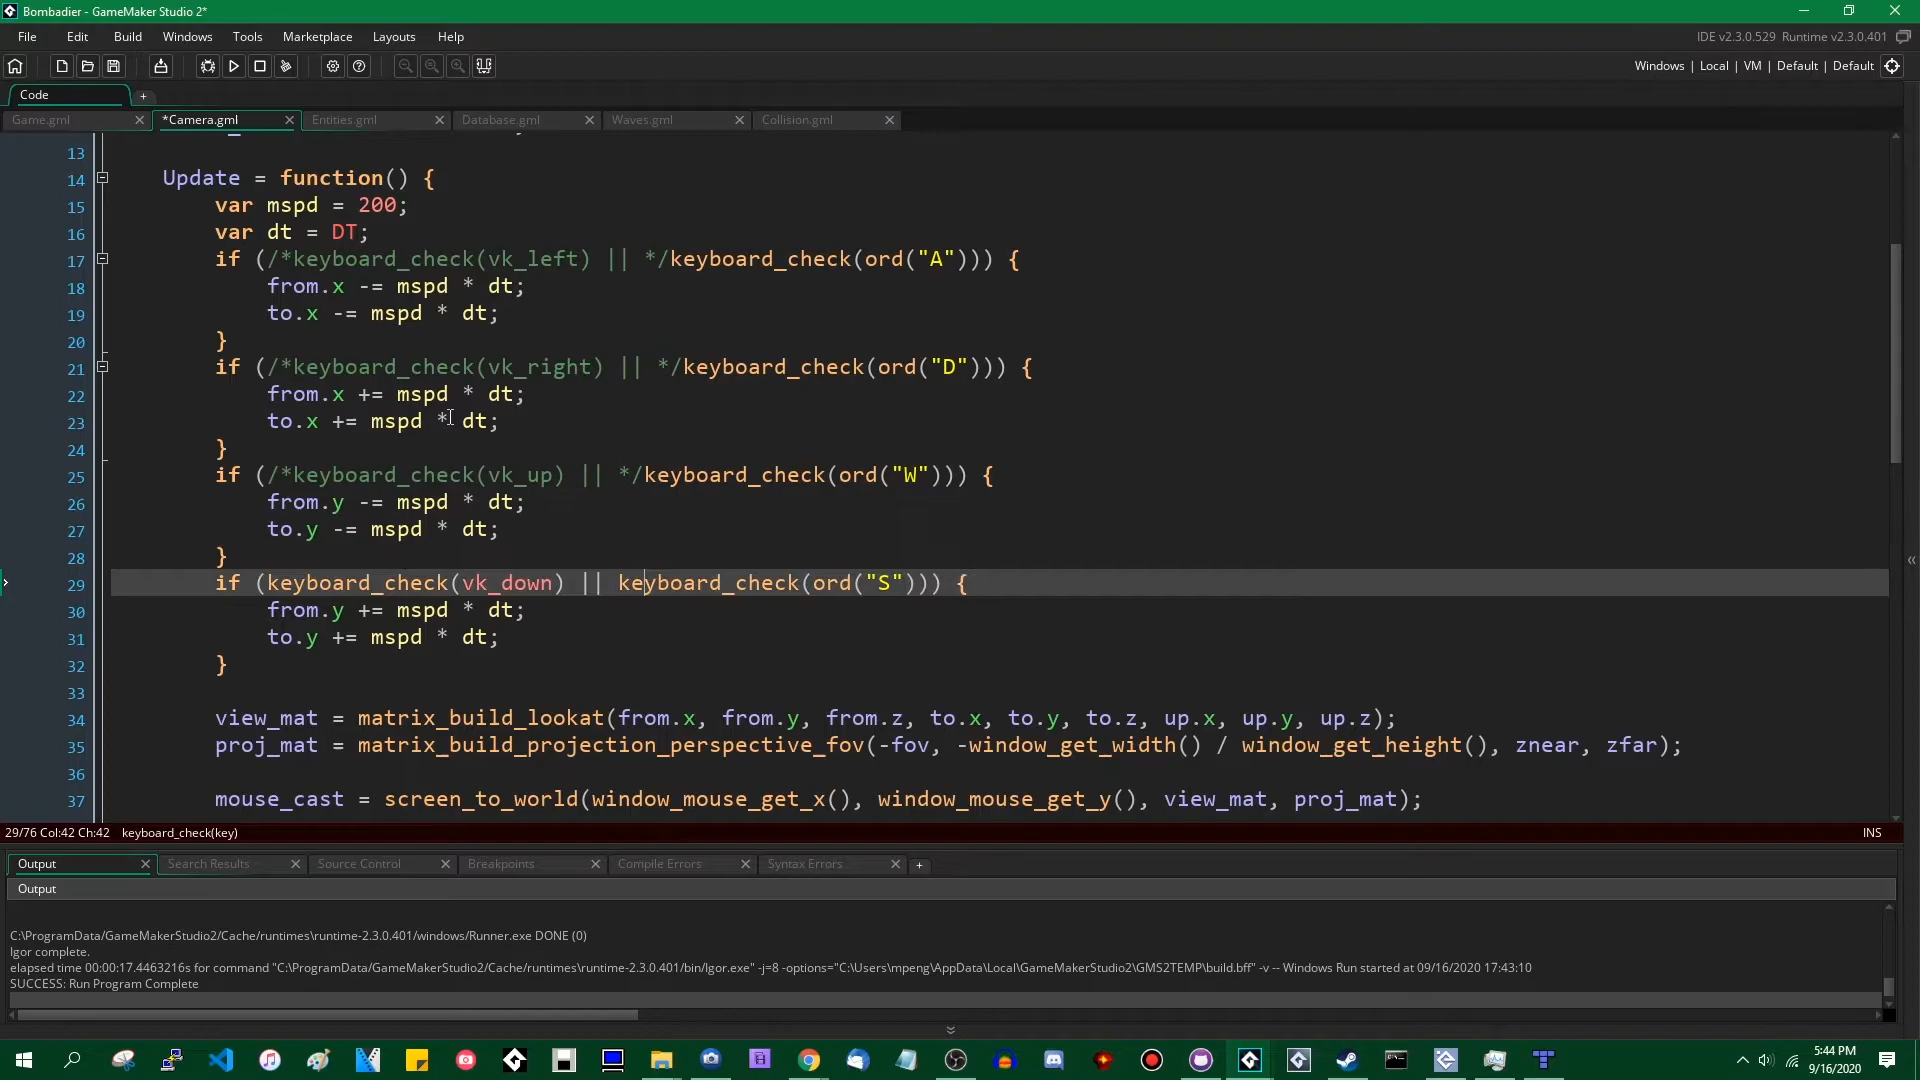 Bombadier - GameMaker Studio 2*
File Edit Build Windows Tools Marketplace Layouts Help
IDE v2.3.0.529 Runtime v2.3.0.401
Windows | Local | VM | Default | Default
Code
Game.gml *Camera.gml Entities.gml Database.gml Waves.gml Collision.gml
13
14 Update = function() {
15 var mspd = 200;
16 var dt = DT;
17 if (/*keyboard_check(vk_left) || */keyboard_check(ord("A"))) {
18 from.x -= mspd * dt;
19 to.x -= mspd * dt;
20 }
21 if (/*keyboard_check(vk_right) || */keyboard_check(ord("D"))) {
22 from.x += mspd * dt;
23 to.x += mspd * dt;
24 }
25 if (/*keyboard_check(vk_up) || */keyboard_check(ord("W"))) {
26 from.y -= mspd * dt;
27 to.y -= mspd * dt;
28 }
29 if (keyboard_check(vk_down) || keyboard_check(ord("S"))) {
30 from.y += mspd * dt;
31 to.y += mspd * dt;
32 }
33
34 view_mat = matrix_build_lookat(from.x, from.y, from.z, to.x, to.y, to.z, up.x, up.y, up.z);
35 proj_mat = matrix_build_projection_perspective_fov(-fov, -window_get_width() / window_get_height(), znear, zfar);
36
37 mouse_cast = screen_to_world(window_mouse_get_x(), window_mouse_get_y(), view_mat, proj_mat);
29/76 Col:42 Ch:42 keyboard_check(key) INS
Output Search Results Source Control Breakpoints Compile Errors Syntax Errors
Output
C:\ProgramData/GameMakerStudio2/Cache/runtimes\runtime-2.3.0.401/windows/Runner.exe DONE (0)
Igor complete.
elapsed time 00:00:17.4463216s for command "C:\ProgramData/GameMakerStudio2/Cache/runtimes\runtime-2.3.0.401/bin/Igor.exe" -j=8 -options="C:\Users\mpeng\AppData\Local\GameMakerStudio2\GMS2TEMP\build.bff" -v -- Windows Run started at 09/16/2020 17:43:10
SUCCESS: Run Program Complete
5:44 PM
9/16/2020